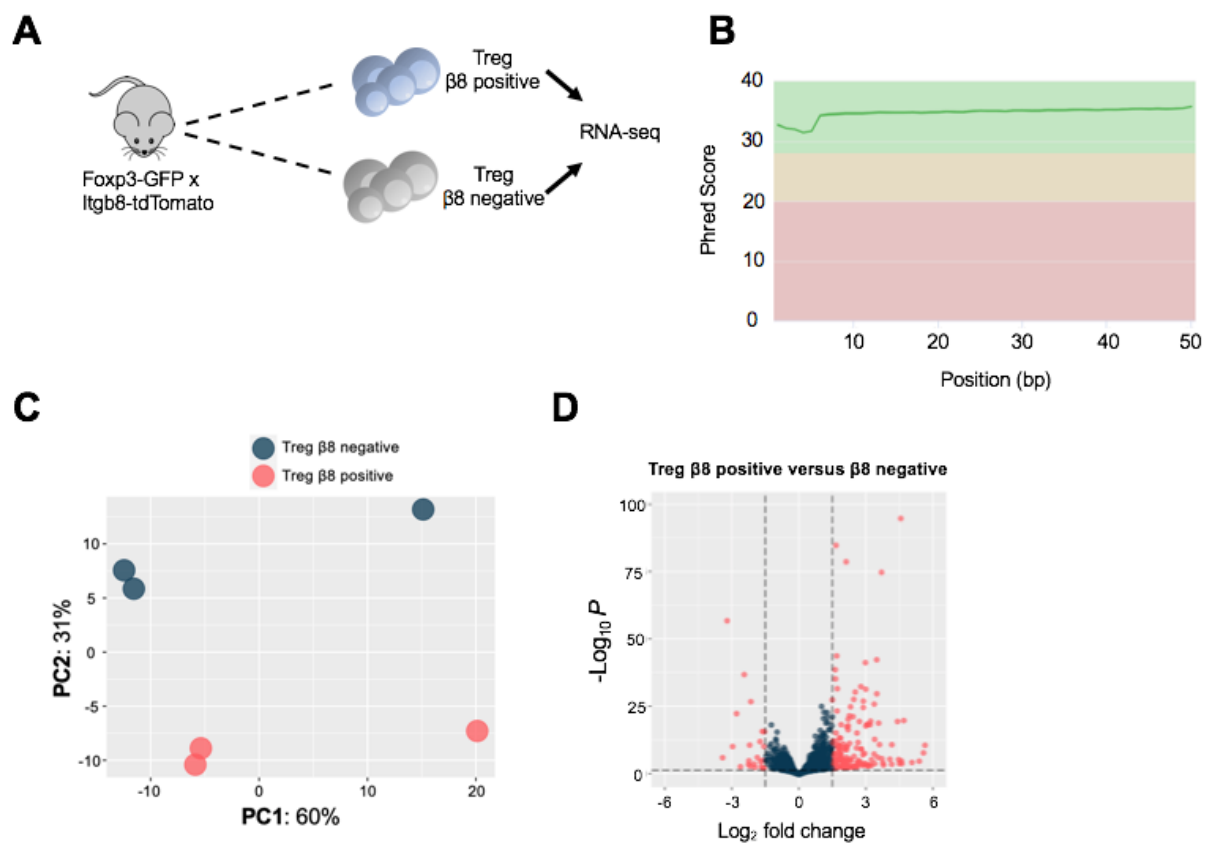 A
Treg
β8 positive
RNA-seq
Treg
β8 negative
Foxp3-GFP x
Itgb8-tdTomato
B
40
30
20
10
0
Phred Score
10
20
30
40
50
Position (bp)
C
Treg β8 negative
Treg β8 positive
10
5
0
-5
-10
PC2: 31%
-10
0
10
20
PC1: 60%
D
Treg β8 positive versus β8 negative
100
75
50
25
0
-Log₁₀ P
-6
-3
0
3
6
Log₂ fold change